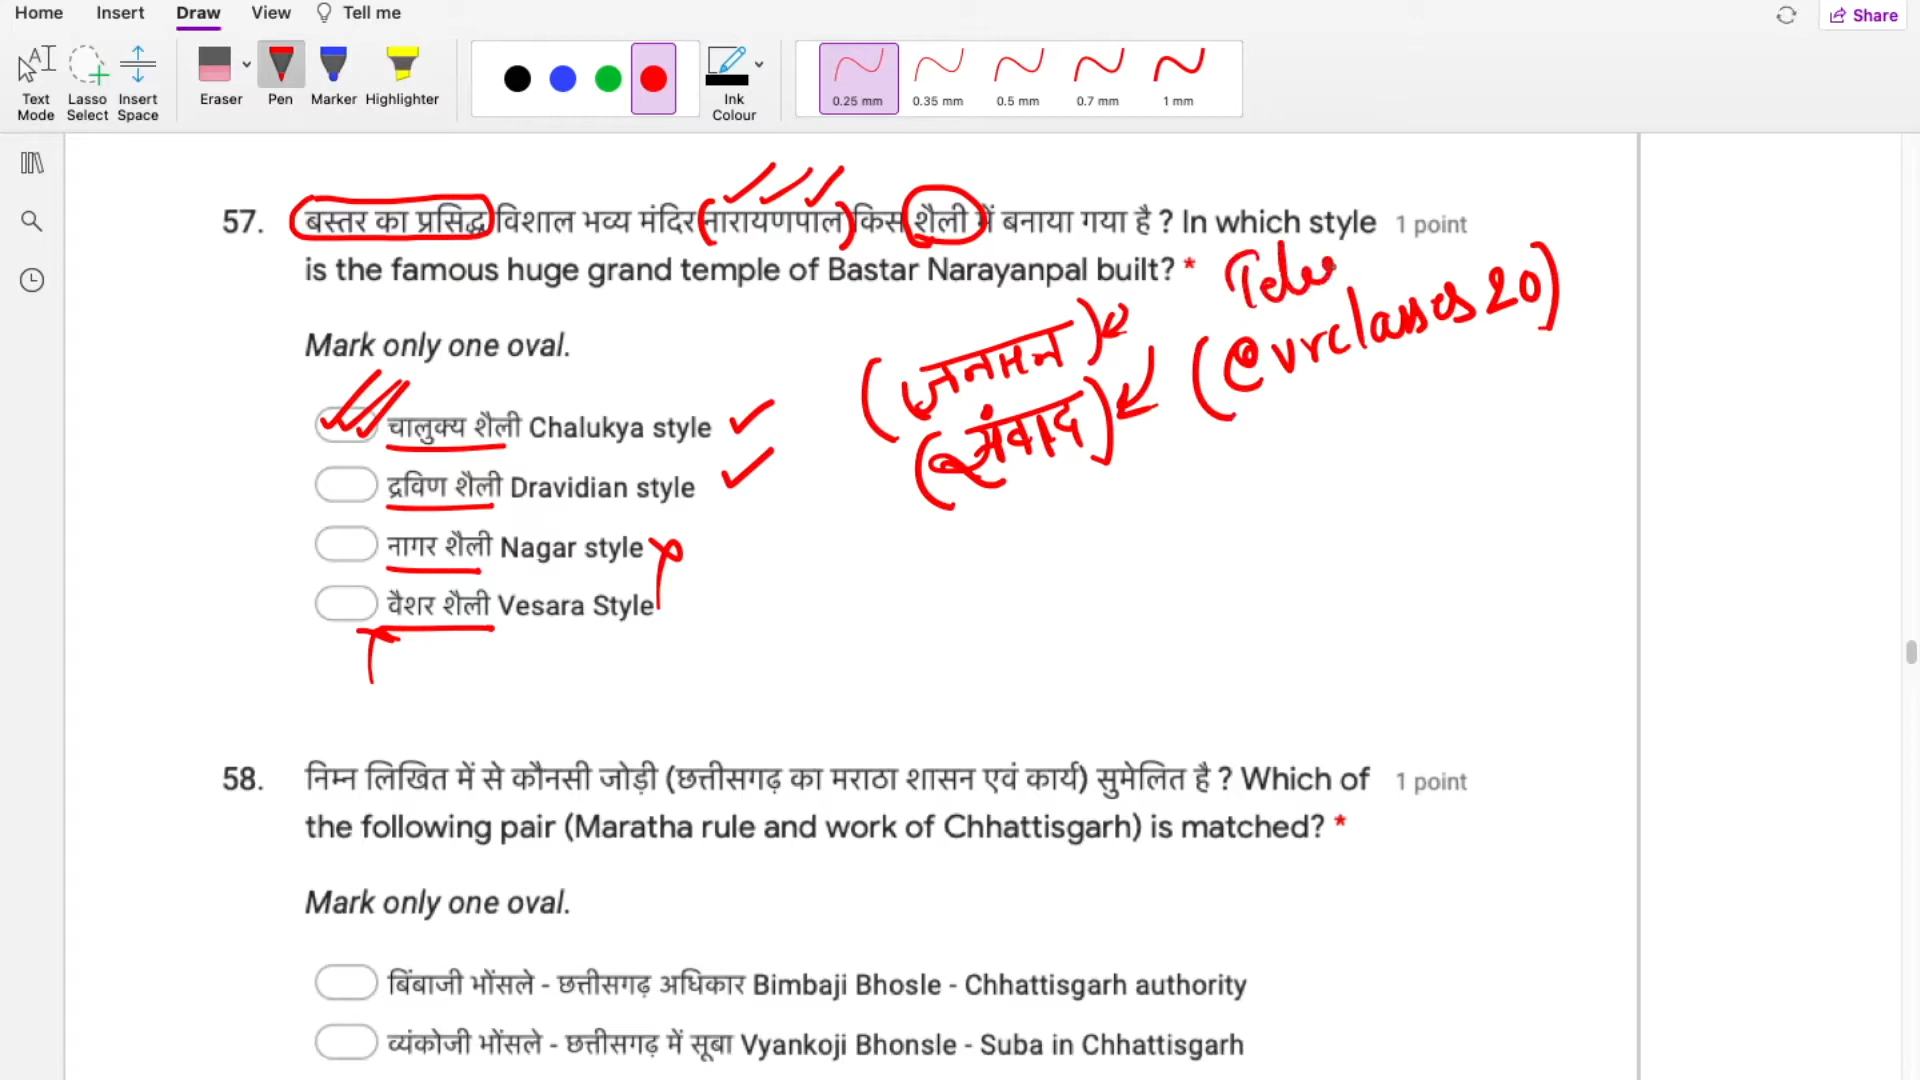 Home Insert Draw View Tell me
Share
Text Mode
Lasso Select
Insert Space
Eraser
Pen
Marker
Highlighter
Ink Colour
0.25 mm
0.35 mm
0.5 mm
0.7 mm
1 mm
57. बस्तर का प्रसिद्ध विशाल भव्य मंदिर नारायणपाल किस शैली में बनाया गया है ? In which style 1 point
is the famous huge grand temple of Bastar Narayanpal built? *
Tele
(@vrclasses20)
(जनमन)
(संवाद)
Mark only one oval.
चालुक्य शैली Chalukya style
द्रविण शैली Dravidian style
नागर शैली Nagar style
वैशर शैली Vesara Style
58. निम्न लिखित में से कौनसी जोड़ी (छत्तीसगढ़ का मराठा शासन एवं कार्य) सुमेलित है ? Which of 1 point
the following pair (Maratha rule and work of Chhattisgarh) is matched? *
Mark only one oval.
बिंबाजी भोंसले - छत्तीसगढ़ अधिकार Bimbaji Bhosle - Chhattisgarh authority
व्यंकोजी भोंसले - छत्तीसगढ़ में सूबा Vyankoji Bhonsle - Suba in Chhattisgarh